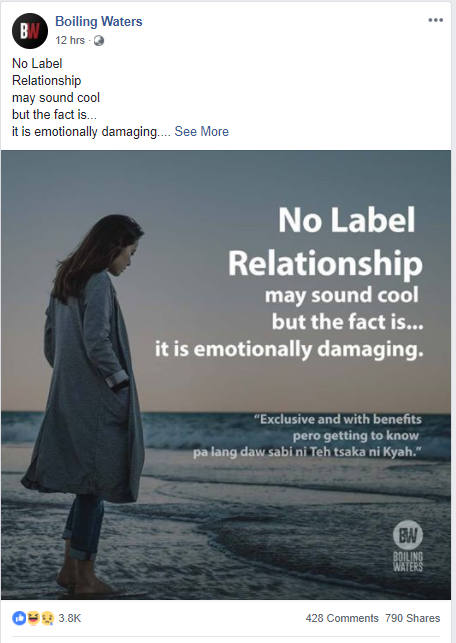 BW
Boiling Waters
12 hrs ·
No Label
Relationship
may sound cool
but the fact is...
it is emotionally damaging.... See More
No Label
Relationship
may sound cool
but the fact is...
it is emotionally damaging.
“Exclusive and with benefits
pero getting to know
pa lang daw sabi ni Teh tsaka ni Kyah.”
BW
BOILING
WATERS
3.8K
428 Comments 790 Shares